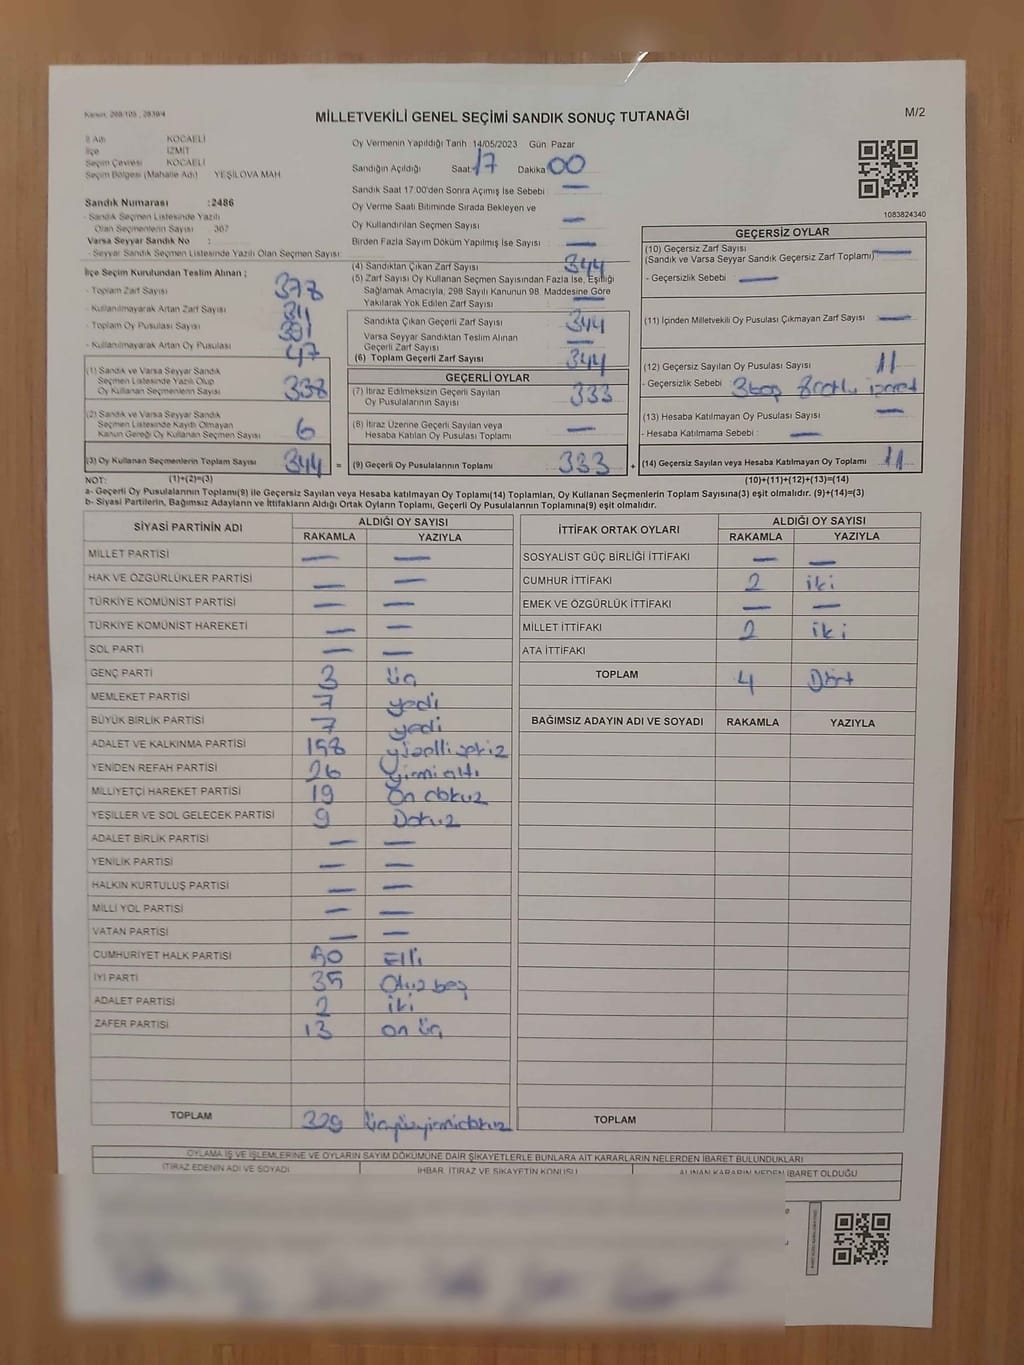 Kanun: 298/105 , 2839/4
MİLLETVEKİLİ GENEL SEÇİMİ SANDIK SONUÇ TUTANAĞI
M/2
İl Adı KOCAELİ
İlçe İZMİT
Seçim Çevresi KOCAELİ
Seçim Bölgesi (Mahalle Adı) YEŞİLOVA MAH
Sandık Numarası :2486
- Sandık Seçmen Listesinde Yazılı
Olan Seçmenlerin Sayısı 367
Varsa Seyyar Sandık No :
- Seyyar Sandık Seçmen Listesinde Yazılı Olan Seçmen Sayısı:
Oy Vermenin Yapıldığı Tarih 14/05/2023 Gün Pazar
Sandığın Açıldığı Saat 17 Dakika 00
Sandık Saat 17:00'den Sonra Açımış İse Sebebi —
Oy Verme Saati Bitiminde Sırada Bekleyen ve
Oy Kullandırılan Seçmen Sayısı —
Birden Fazla Sayım Döküm Yapılmış İse Sayısı —
1083824340
İlçe Seçim Kurulundan Teslim Alınan ;
- Toplam Zarf Sayısı 378
- Kullanılmayarak Artan Zarf Sayısı
- Toplam Oy Pusulası Sayısı 391
- Kullanılmayarak Artan Oy Pusulası 47
(1) Sandık ve Varsa Seyyar Sandık
Seçmen Listesinde Yazılı Olup
Oy Kullanan Seçmenlerin Sayısı 338
(2) Sandık ve Varsa Seyyar Sandık
Seçmen Listesinde Kayıtlı Olmayan
Kanun Gereği Oy Kullanan Seçmen Sayısı 6
(3) Oy Kullanan Seçmenlerin Toplam Sayısı 344 =
(4) Sandıktan Çıkan Zarf Sayısı 344
(5) Zarf Sayısı Oy Kullanan Seçmen Sayısından Fazla İse, Eşitliği
Sağlamak Amacıyla, 298 Sayılı Kanunun 98. Maddesine Göre
Yakılarak Yok Edilen Zarf Sayısı —
Sandıkta Çıkan Geçerli Zarf Sayısı 344
Varsa Seyyar Sandıktan Teslim Alınan
Geçerli Zarf Sayısı —
(6) Toplam Geçerli Zarf Sayısı 344
GEÇERLİ OYLAR
(7) İtiraz Edilmeksizin Geçerli Sayılan
Oy Pusulalarının Sayısı 333
(8) İtiraz Üzerine Geçerli Sayılan veya
Hesaba Katılan Oy Pusulası Toplamı —
(9) Geçerli Oy Pusulalarının Toplamı 333 +
GEÇERSİZ OYLAR
(10) Geçersiz Zarf Sayısı
(Sandık ve Varsa Seyyar Sandık Geçersiz Zarf Toplamı) —
- Geçersizlik Sebebi —
(11) İçinden Milletvekili Oy Pusulası Çıkmayan Zarf Sayısı —
(12) Geçersiz Sayılan Oy Pusulası Sayısı 11
- Geçersizlik Sebebi 3 boş 8
(13) Hesaba Katılmayan Oy Pusulası Sayısı —
- Hesaba Katılmama Sebebi : —
(14) Geçersiz Sayılan veya Hesaba Katılmayan Oy Toplamı 11
NOT: (1)+(2)=(3) (10)+(11)+(12)+(13)=(14)
a- Geçerli Oy Pusulalarının Toplamı(9) ile Geçersiz Sayılan veya Hesaba katılmayan Oy Toplamı(14) Toplamları, Oy Kullanan Seçmenlerin Toplam Sayısına(3) eşit olmalıdır. (9)+(14)=(3)
b- Siyasi Partilerin, Bağımsız Adayların ve İttifakların Aldığı Ortak Oyların Toplamı, Geçerli Oy Pusulalarının Toplamına(9) eşit olmalıdır.
SİYASİ PARTİNİN ADI ALDIĞI OY SAYISI
RAKAMLA YAZIYLA
MİLLET PARTİSİ — —
HAK VE ÖZGÜRLÜKLER PARTİSİ — —
TÜRKİYE KOMÜNİST PARTİSİ — —
TÜRKİYE KOMÜNİST HAREKETİ — —
SOL PARTİ — —
GENÇ PARTİ 3 üç
MEMLEKET PARTİSİ 7 yedi
BÜYÜK BİRLİK PARTİSİ 7 yedi
ADALET VE KALKINMA PARTİSİ 158 yüzellisekiz
YENİDEN REFAH PARTİSİ 26 yirmialtı
MİLLİYETÇİ HAREKET PARTİSİ 19 On dokuz
YEŞİLLER VE SOL GELECEK PARTİSİ 9 Dokuz
ADALET BİRLİK PARTİSİ — —
YENİLİK PARTİSİ — —
HALKIN KURTULUŞ PARTİSİ — —
MİLLİ YOL PARTİSİ — —
VATAN PARTİSİ — —
CUMHURİYET HALK PARTİSİ 50 Elli
İYİ PARTİ 35 Otuz beş
ADALET PARTİSİ 2 iki
ZAFER PARTİSİ 13 on üç
TOPLAM 329 Üçyüzyirmidokuz
İTTİFAK ORTAK OYLARI ALDIĞI OY SAYISI
RAKAMLA YAZIYLA
SOSYALİST GÜÇ BİRLİĞİ İTTİFAKI — —
CUMHUR İTTİFAKI 2 iki
EMEK VE ÖZGÜRLÜK İTTİFAKI — —
MİLLET İTTİFAKI 2 iki
ATA İTTİFAKI
TOPLAM 4 Dört
BAĞIMSIZ ADAYIN ADI VE SOYADI RAKAMLA YAZIYLA
TOPLAM
OYLAMA İŞ VE İŞLEMLERİNE VE OYLARIN SAYIM DÖKÜMÜNE DAİR ŞİKAYETLERLE BUNLARA AİT KARARLARIN NELERDEN İBARET BULUNDUKLARI
İTİRAZ EDENİN ADI VE SOYADI İHBAR, İTİRAZ VE ŞİKAYETİN KONUSU ALINAN KARARIN NEDEN İBARET OLDUĞU